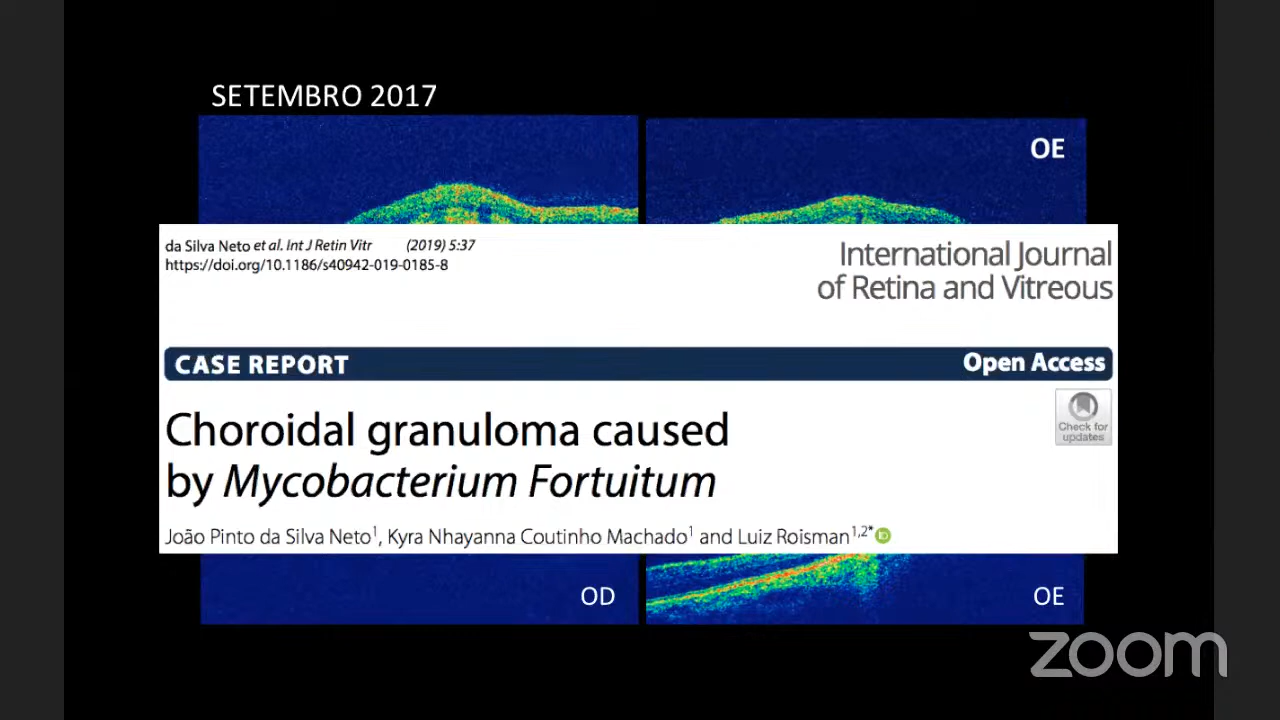 SETEMBRO 2017
OE
da Silva Neto et al. Int J Retin Vitr (2019) 5:37
https://doi.org/10.1186/s40942-019-0185-8
International Journal
of Retina and Vitreous
CASE REPORT
Open Access
Choroidal granuloma caused
by Mycobacterium Fortuitum
Check for
updates
João Pinto da Silva Neto1, Kyra Nhayanna Coutinho Machado1 and Luiz Roisman1,2* iD
OD
OE
zoom